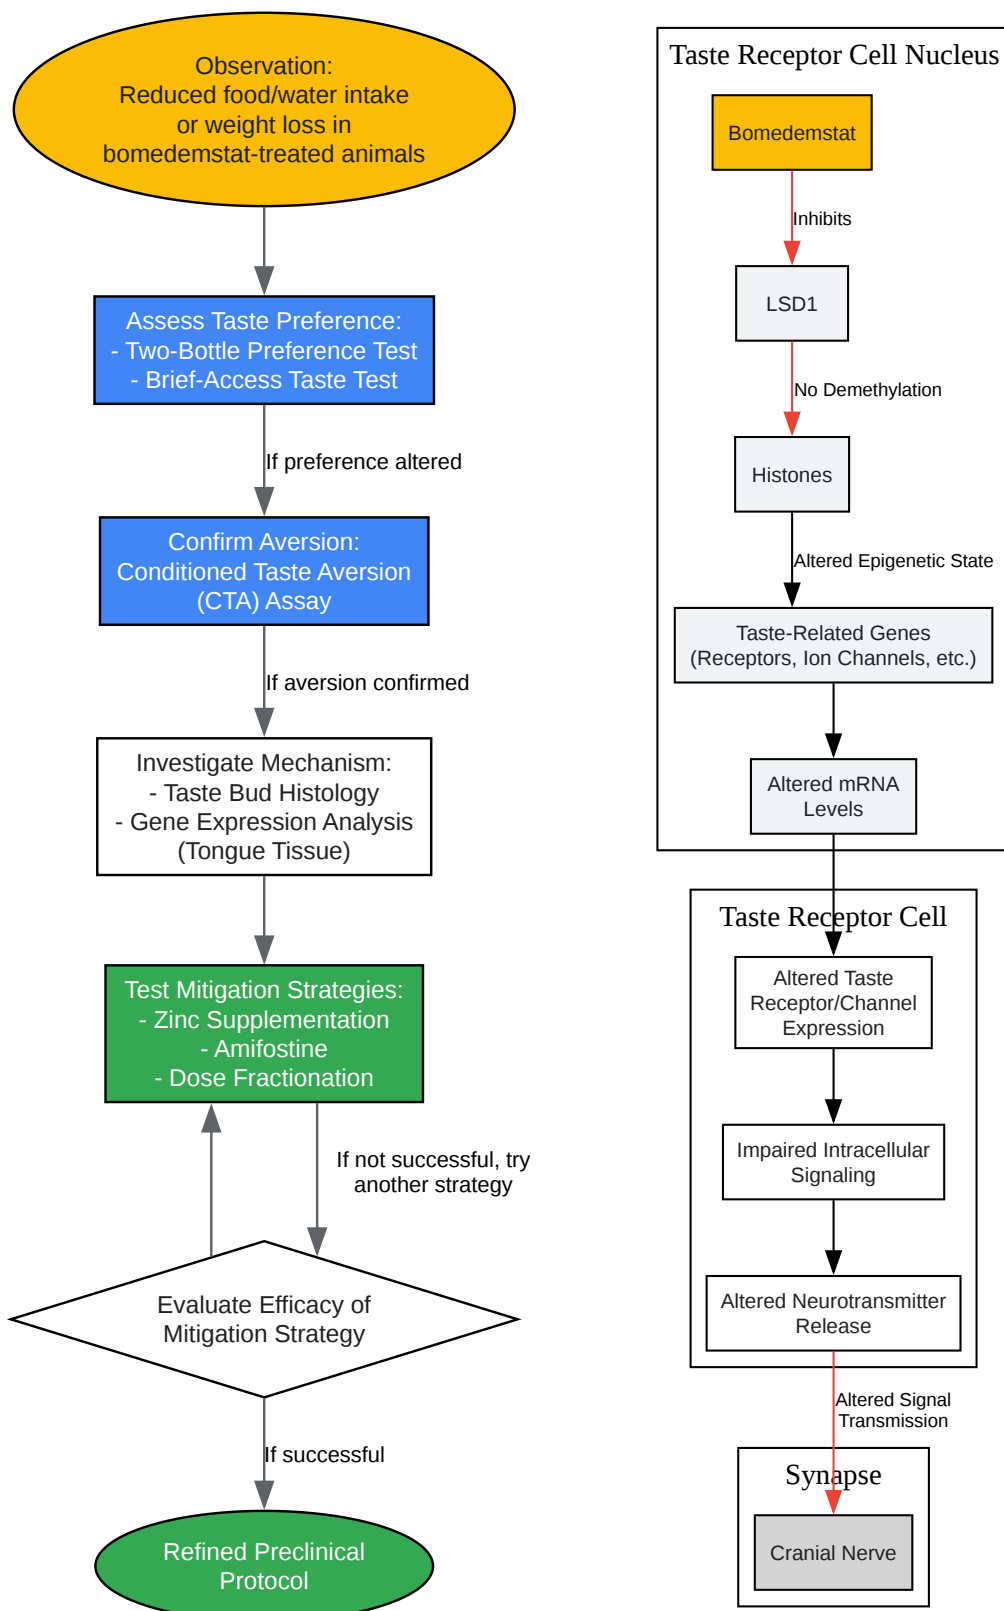 Observation:
Reduced food/water intake
or weight loss in
bomedemstat-treated animals
Assess Taste Preference:
- Two-Bottle Preference Test
- Brief-Access Taste Test
If preference altered
Confirm Aversion:
Conditioned Taste Aversion
(CTA) Assay
If aversion confirmed
Investigate Mechanism:
- Taste Bud Histology
- Gene Expression Analysis
(Tongue Tissue)
Test Mitigation Strategies:
- Zinc Supplementation
- Amifostine
- Dose Fractionation
If not successful, try
another strategy
Evaluate Efficacy of
Mitigation Strategy
If successful
Refined Preclinical
Protocol
Taste Receptor Cell Nucleus
Bomedemstat
Inhibits
LSD1
No Demethylation
Histones
Altered Epigenetic State
Taste-Related Genes
(Receptors, Ion Channels, etc.)
Altered mRNA
Levels
Taste Receptor Cell
Altered Taste
Receptor/Channel
Expression
Impaired Intracellular
Signaling
Altered Neurotransmitter
Release
Altered Signal
Transmission
Synapse
Cranial Nerve